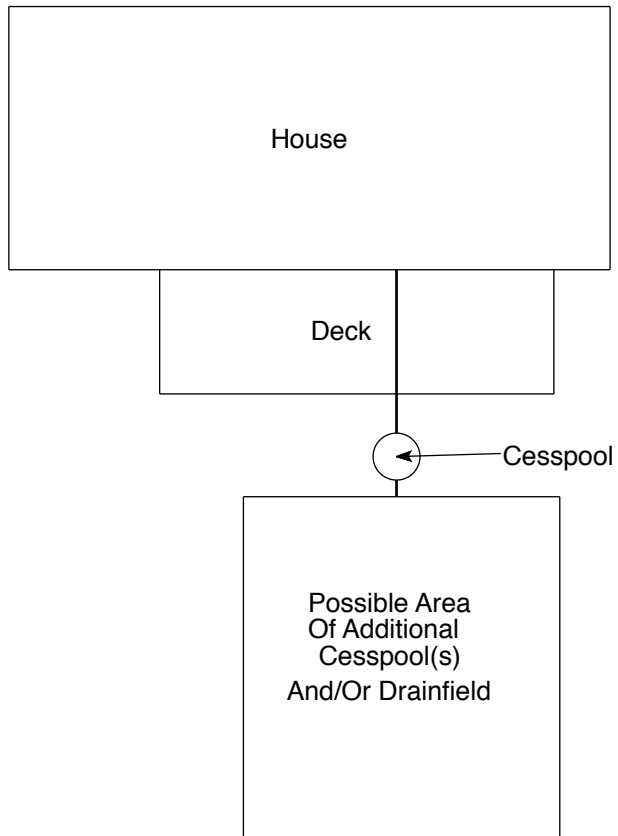 House
Deck
Cesspool
Possible Area
Of Additional
Cesspool(s)
And/Or Drainfield